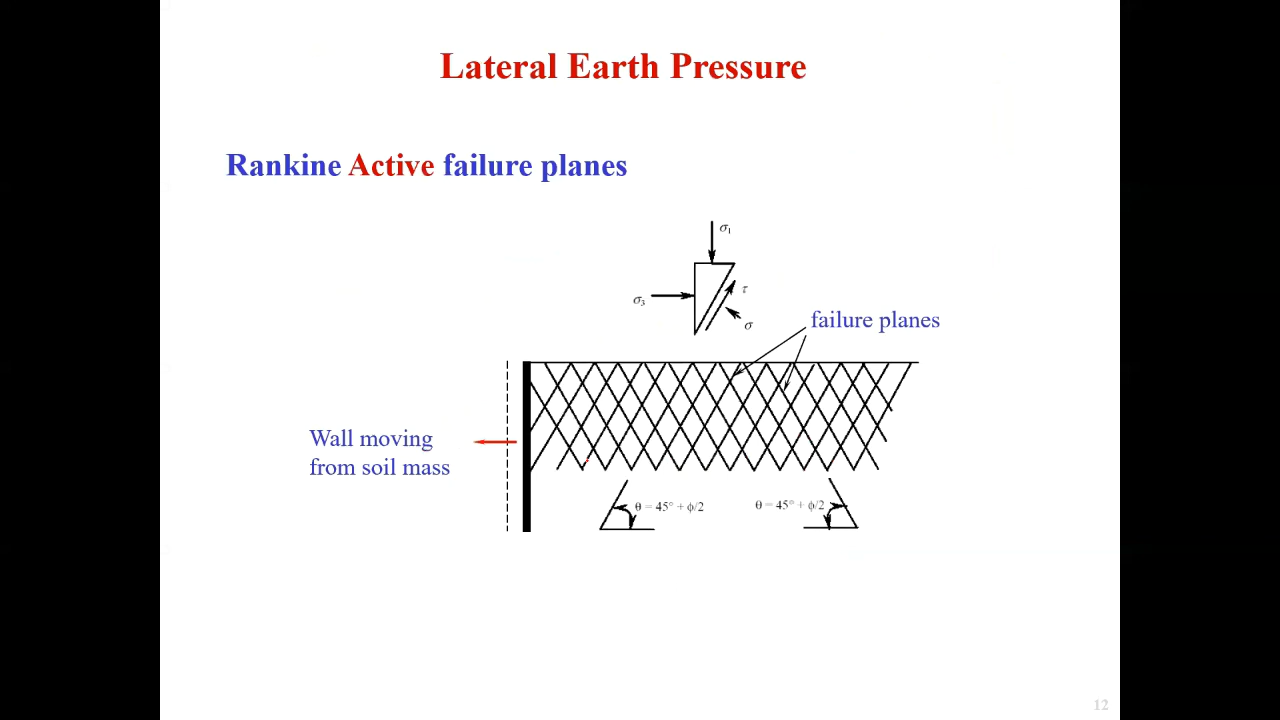 Lateral Earth Pressure
Rankine Active failure planes
σ₁
σ₃
τ
σ
failure planes
Wall moving
from soil mass
θ = 45° + ϕ/2
θ = 45° + ϕ/2
12